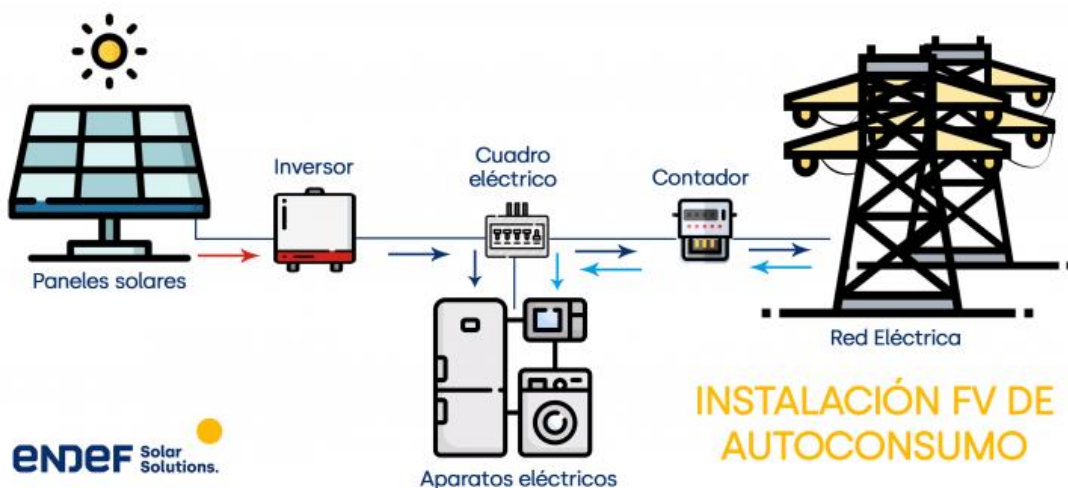 Inversor
Cuadro
eléctrico
Contador
Paneles solares
Red Eléctrica
Aparatos eléctricos
INSTALACIÓN FV DE
AUTOCONSUMO
enDeF Solar
Solutions.